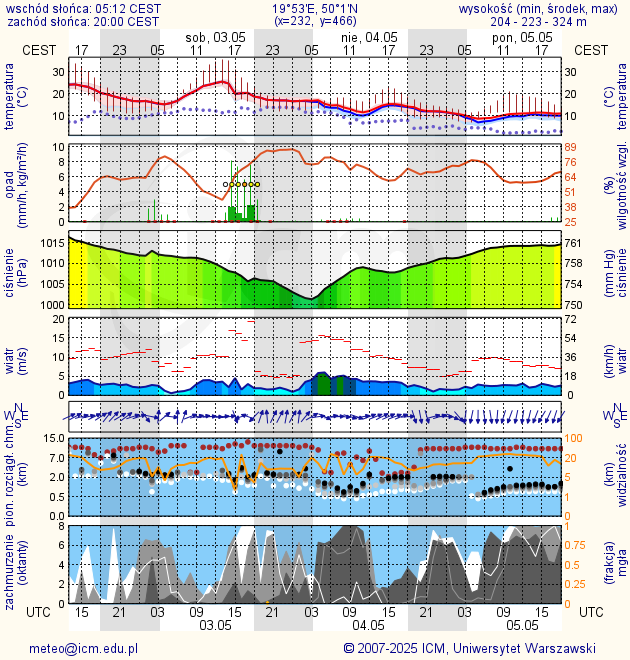 wschód słońca: 05:12 CEST 19°53'E, 50°1'N wysokość (min, środek, max)
zachód słońca: 20:00 CEST (x=232, y=466) 204 - 223 - 324 m
sob, 03.05 nie, 04.05 pon, 05.05
CEST 17 23 05 11 17 23 05 11 17 23 05 11 17 CEST
temperatura (°C) 30 20 10 30 20 10 temperatura (°C)
opad (mm/h, kg/m²/h) 10 8 6 4 2 0 89 76 64 51 38 25 (%) wilgotność wzgl.
ciśnienie (hPa) 1015 1010 1005 1000 761 758 754 750 (mm Hg) ciśnienie
wiatr (m/s) 20 15 10 5 0 72 54 36 18 0 (km/h) wiatr
N W E S N W E S
pion. rozciągł. chm. (km) 15.0 7.0 2.0 0.5 0.0 100 20 5 1 0 (km) widzialność
zachmurzenie (oktanty) 8 6 4 2 0 1 0.75 0.5 0.25 0 (frakcja) mgła
UTC 15 21 03 09 15 21 03 09 15 21 03 09 15 UTC
03.05 04.05 05.05
meteo@icm.edu.pl © 2007-2025 ICM, Uniwersytet Warszawski